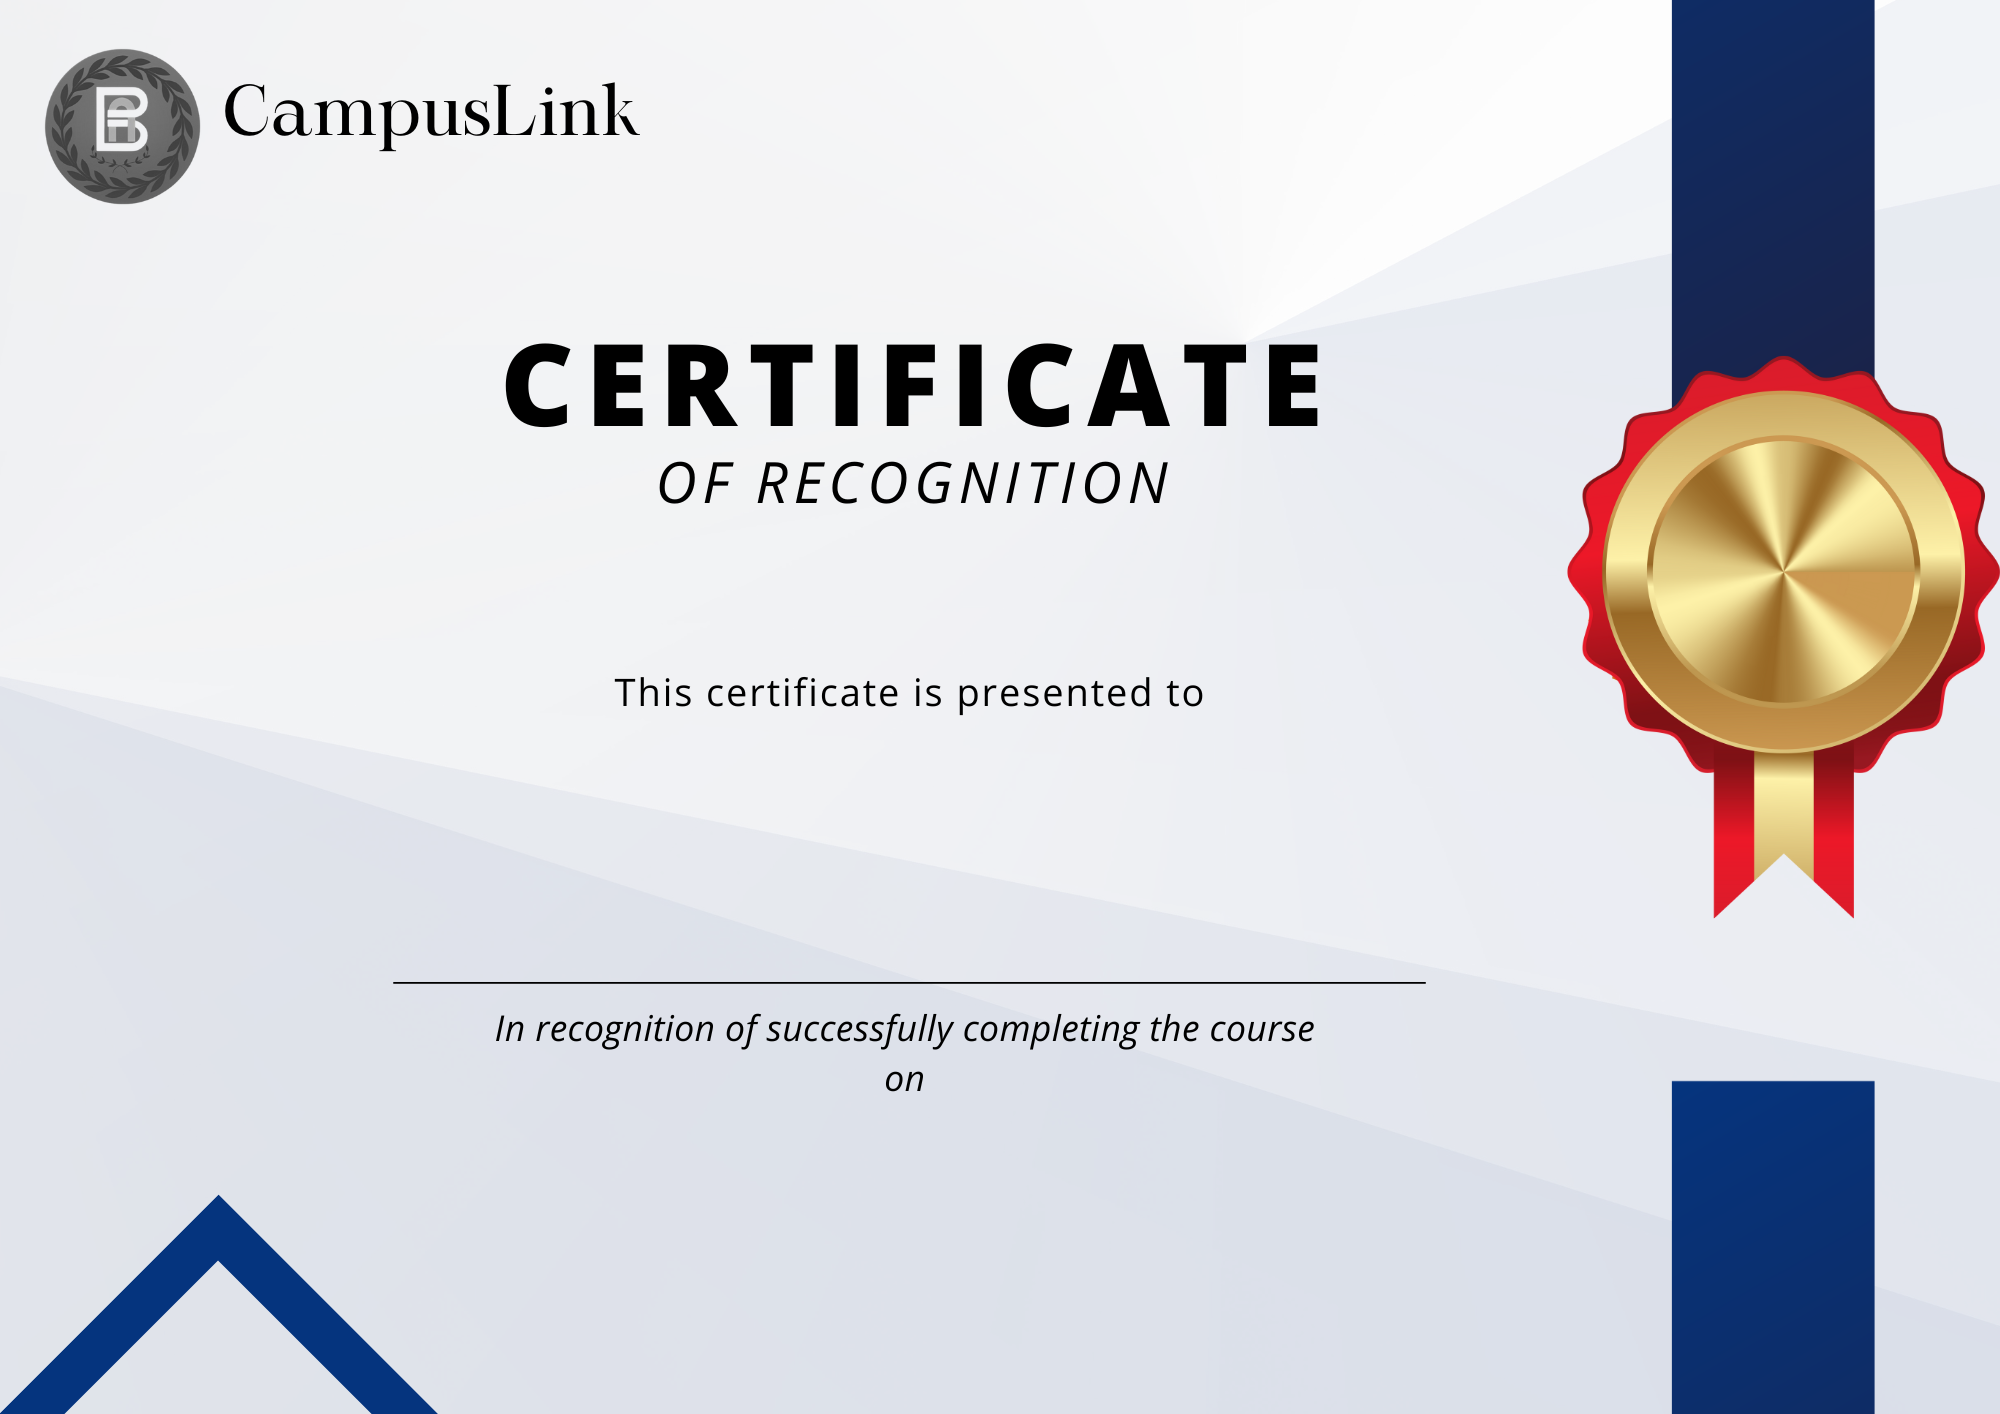 CampusLink
CERTIFICATE
OF RECOGNITION
This certificate is presented to
In recognition of successfully completing the course
on